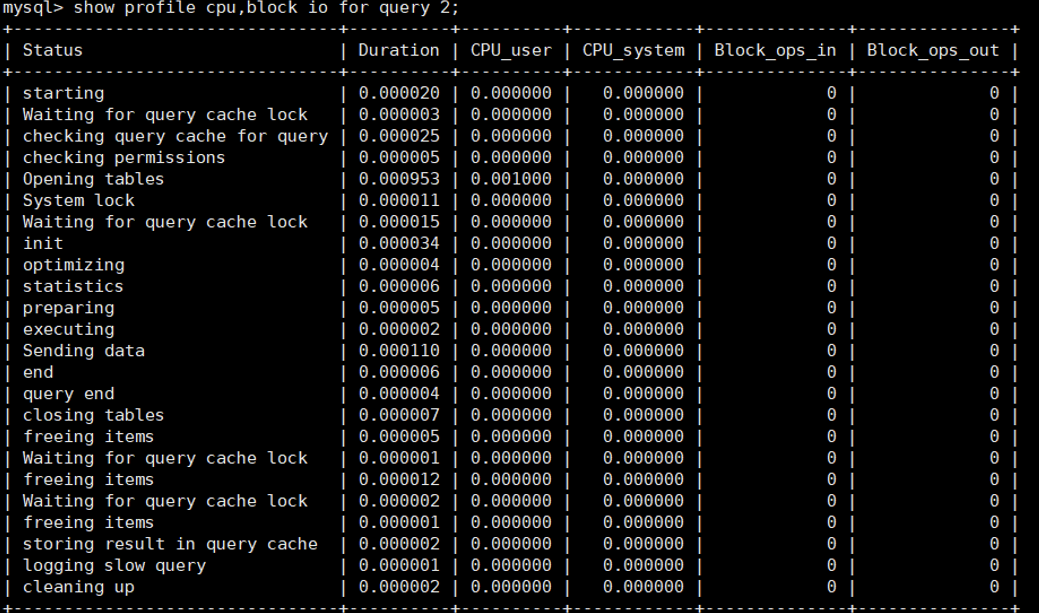 mysql> show profile cpu,block io for query 2;
+--------------------------------+----------+----------+------------+--------------+---------------+
| Status                         | Duration | CPU_user | CPU_system | Block_ops_in | Block_ops_out |
+--------------------------------+----------+----------+------------+--------------+---------------+
| starting                       | 0.000020 | 0.000000 |   0.000000 |            0 |             0 |
| Waiting for query cache lock   | 0.000003 | 0.000000 |   0.000000 |            0 |             0 |
| checking query cache for query | 0.000025 | 0.000000 |   0.000000 |            0 |             0 |
| checking permissions           | 0.000005 | 0.000000 |   0.000000 |            0 |             0 |
| Opening tables                 | 0.000953 | 0.001000 |   0.000000 |            0 |             0 |
| System lock                    | 0.000011 | 0.000000 |   0.000000 |            0 |             0 |
| Waiting for query cache lock   | 0.000015 | 0.000000 |   0.000000 |            0 |             0 |
| init                           | 0.000034 | 0.000000 |   0.000000 |            0 |             0 |
| optimizing                     | 0.000004 | 0.000000 |   0.000000 |            0 |             0 |
| statistics                     | 0.000006 | 0.000000 |   0.000000 |            0 |             0 |
| preparing                      | 0.000005 | 0.000000 |   0.000000 |            0 |             0 |
| executing                      | 0.000002 | 0.000000 |   0.000000 |            0 |             0 |
| Sending data                   | 0.000110 | 0.000000 |   0.000000 |            0 |             0 |
| end                            | 0.000006 | 0.000000 |   0.000000 |            0 |             0 |
| query end                      | 0.000004 | 0.000000 |   0.000000 |            0 |             0 |
| closing tables                 | 0.000007 | 0.000000 |   0.000000 |            0 |             0 |
| freeing items                  | 0.000005 | 0.000000 |   0.000000 |            0 |             0 |
| Waiting for query cache lock   | 0.000001 | 0.000000 |   0.000000 |            0 |             0 |
| freeing items                  | 0.000012 | 0.000000 |   0.000000 |            0 |             0 |
| Waiting for query cache lock   | 0.000002 | 0.000000 |   0.000000 |            0 |             0 |
| freeing items                  | 0.000001 | 0.000000 |   0.000000 |            0 |             0 |
| storing result in query cache  | 0.000002 | 0.000000 |   0.000000 |            0 |             0 |
| logging slow query             | 0.000001 | 0.000000 |   0.000000 |            0 |             0 |
| cleaning up                    | 0.000002 | 0.000000 |   0.000000 |            0 |             0 |
+--------------------------------+----------+----------+------------+--------------+---------------+